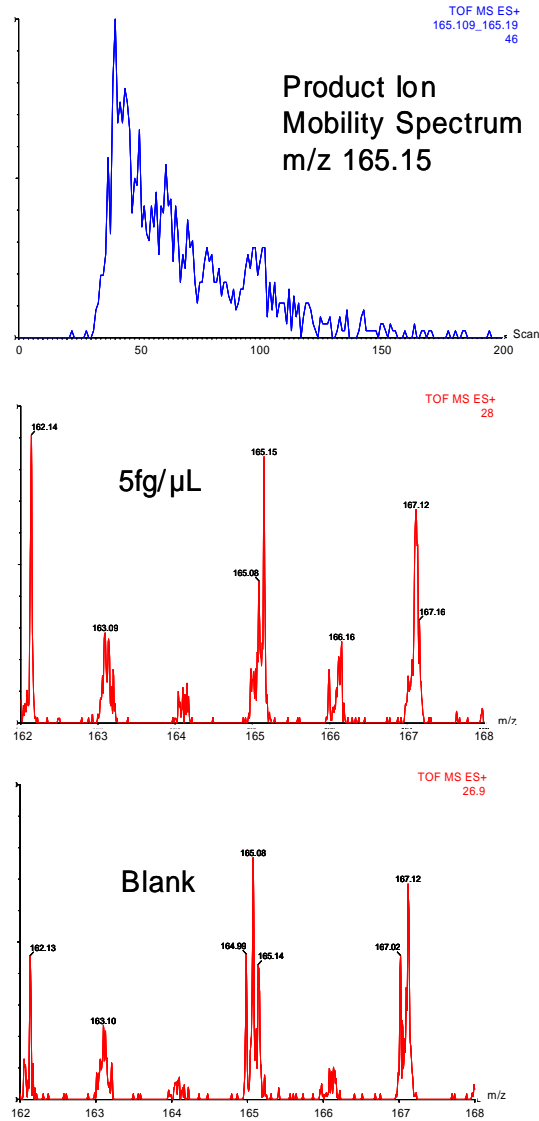 TOF MS ES+
165.109_165.19
46
Product Ion
Mobility Spectrum
m/z 165.15
Scan
0 50 100 150 200
TOF MS ES+
28
162.14
5fg/µL
165.15
165.08
167.12
167.16
163.09
166.16
m/z
162 163 164 165 166 167 168
TOF MS ES+
26.9
Blank
165.08
167.12
162.13
164.99
165.14
167.02
163.10
m/z
162 163 164 165 166 167 168